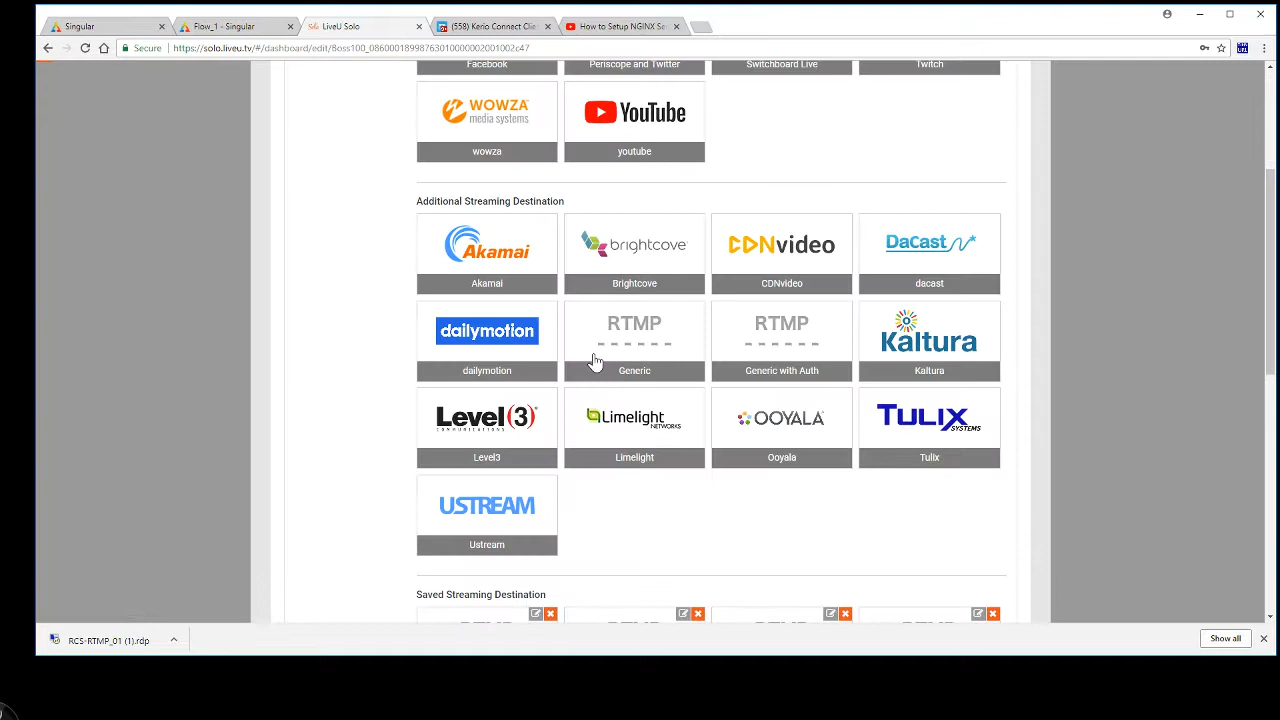 Singular
Flow_1 - Singular
Solo LiveU Solo
(558) Kerio Connect Clie
How to Setup NGINX Se
Secure https://solo.liveu.tv/#/dashboard/edit/Boss100_08600018998763010000002001002c47
Facebook
Periscope and Twitter
Switchboard Live
Twitch
WOWZA
media systems
YouTube
wowza
youtube
Additional Streaming Destination
Akamai
brightcove
CDNvideo
DaCast
Akamai
Brightcove
CDNvideo
dacast
dailymotion
RTMP
RTMP
Kaltura
dailymotion
Generic
Generic with Auth
Kaltura
Level(3)
COMMUNICATIONS
Limelight
NETWORKS
OOYALA
TULIX
SYSTEMS
Level3
Limelight
Ooyala
Tulix
USTREAM
Ustream
Saved Streaming Destination
RCS-RTMP_01 (1).rdp
Show all